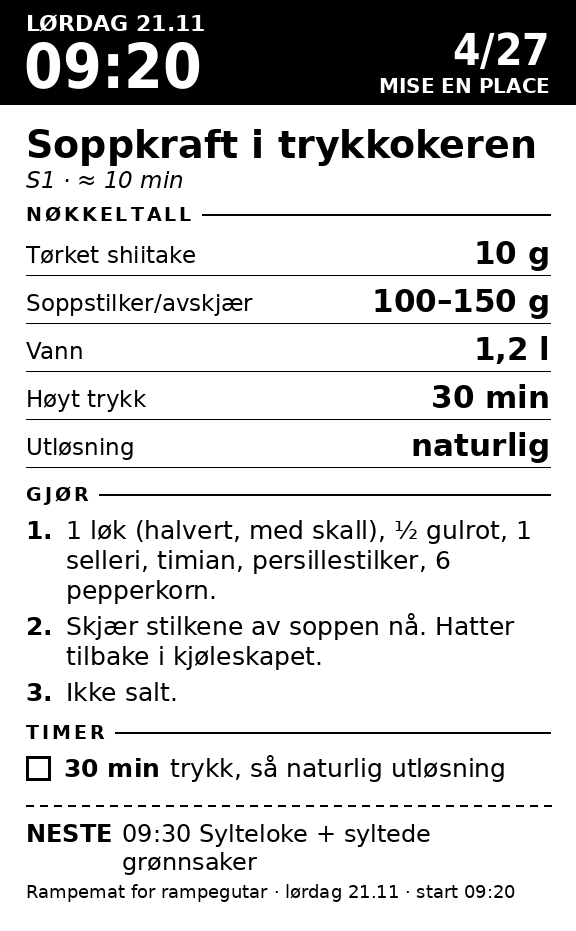 LØRDAG 21.11
09:20
4/27
MISE EN PLACE
Soppkraft i trykkokeren
S1 · ≈ 10 min
NØKKELTALL
Tørket shiitake 10 g
Soppstilker/avskjær 100–150 g
Vann 1,2 l
Høyt trykk 30 min
Utløsning naturlig
GJØR
1. 1 løk (halvert, med skall), ½ gulrot, 1
selleri, timian, persillestilker, 6
pepperkorn.
2. Skjær stilkene av soppen nå. Hatter
tilbake i kjøleskapet.
3. Ikke salt.
TIMER
30 min trykk, så naturlig utløsning
NESTE 09:30 Sylteloke + syltede
grønnsaker
Rampemat for rampegutar · lørdag 21.11 · start 09:20